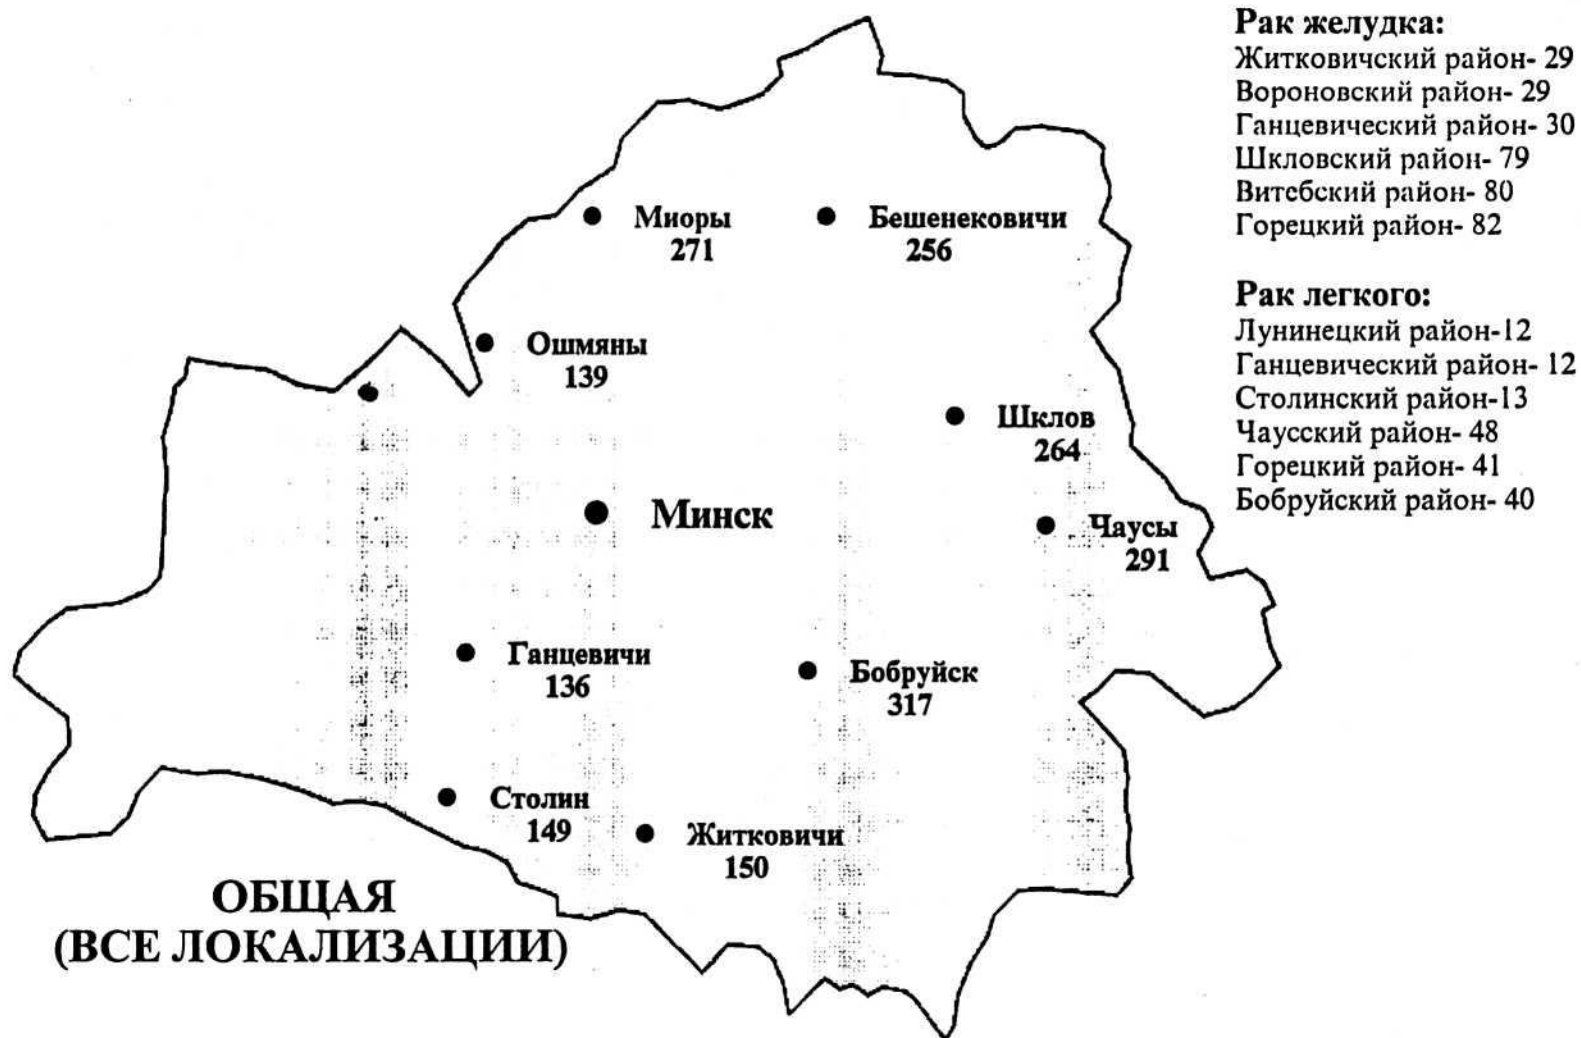 Рак желудка:
Житковичский район- 29
Вороновский район- 29
Ганцевический район- 30
Шкловский район- 79
Витебский район- 80
Горецкий район- 82
Рак легкого:
Лунинецкий район-12
Ганцевический район- 12
Столинский район-13
Чаусский район- 48
Горецкий район- 41
Бобруйский район- 40
Миоры
271
Бешенековичи
256
Ошмяны
139
Шклов
264
Минск
Чаусы
291
Ганцевичи
136
Бобруйск
317
Столин
149
Житковичи
150
ОБЩАЯ
(ВСЕ ЛОКАЛИЗАЦИИ)